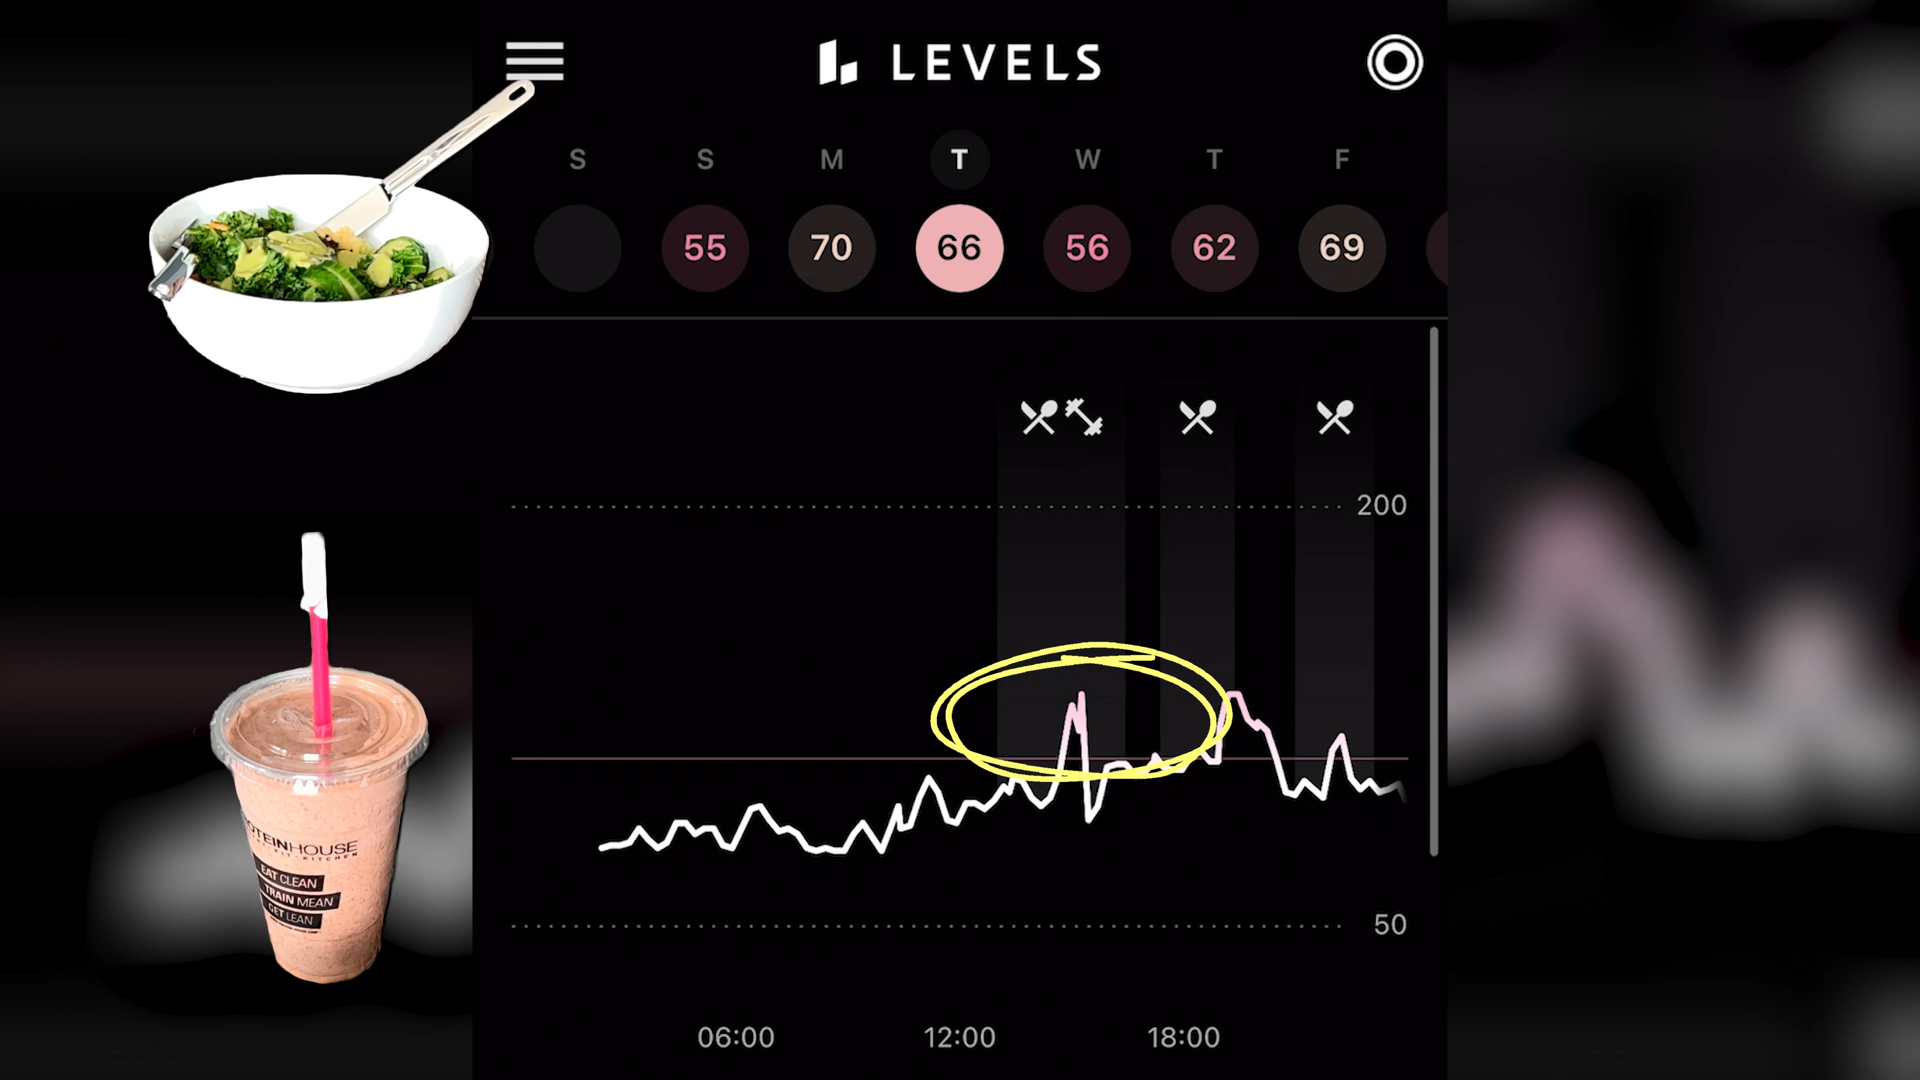 LEVELS
S S M T W T F
55 70 66 56 62 69
200
50
06:00 12:00 18:00
HOUSE
EAT CLEAN
TRAIN MEAN
GET LEAN